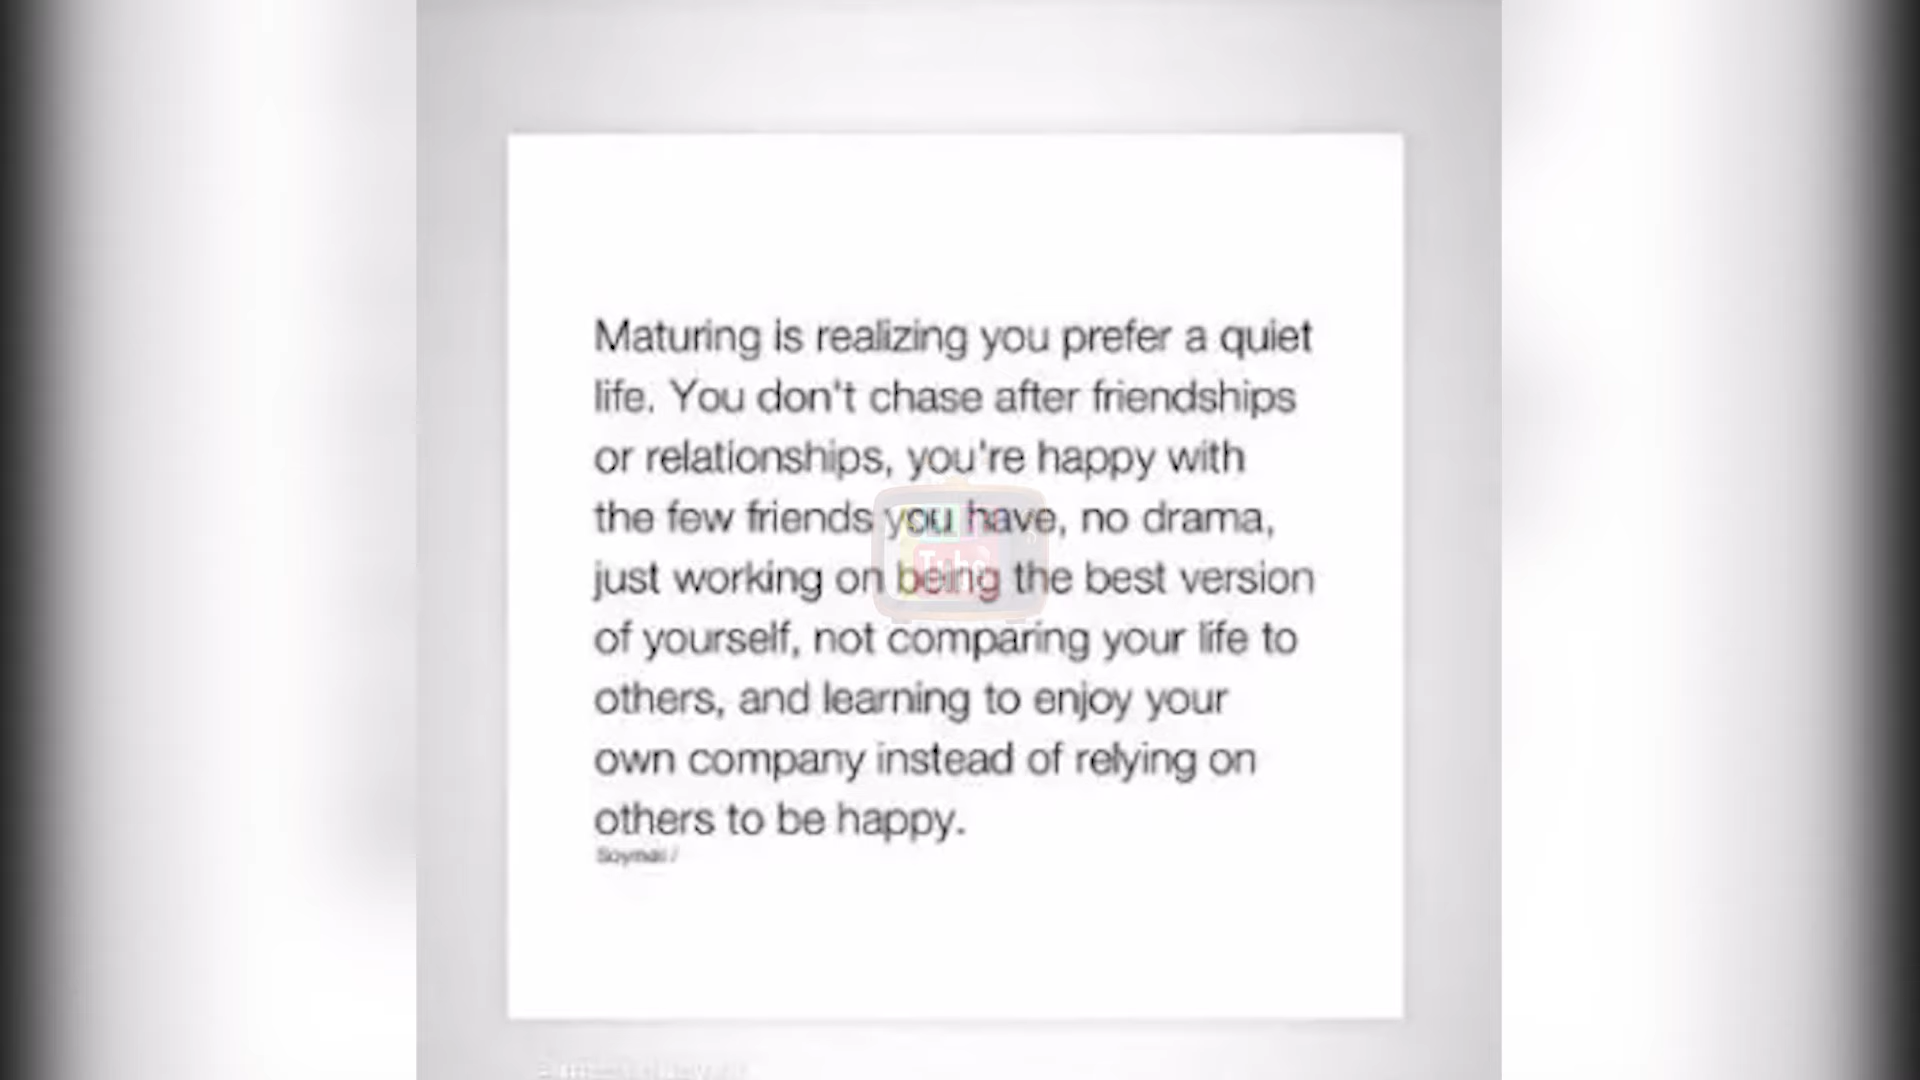 Maturing is realizing you prefer a quiet
life. You don't chase after friendships
or relationships, you're happy with
the few friends you have, no drama,
just working on being the best version
of yourself, not comparing your life to
others, and learning to enjoy your
own company instead of relying on
others to be happy.
Tube